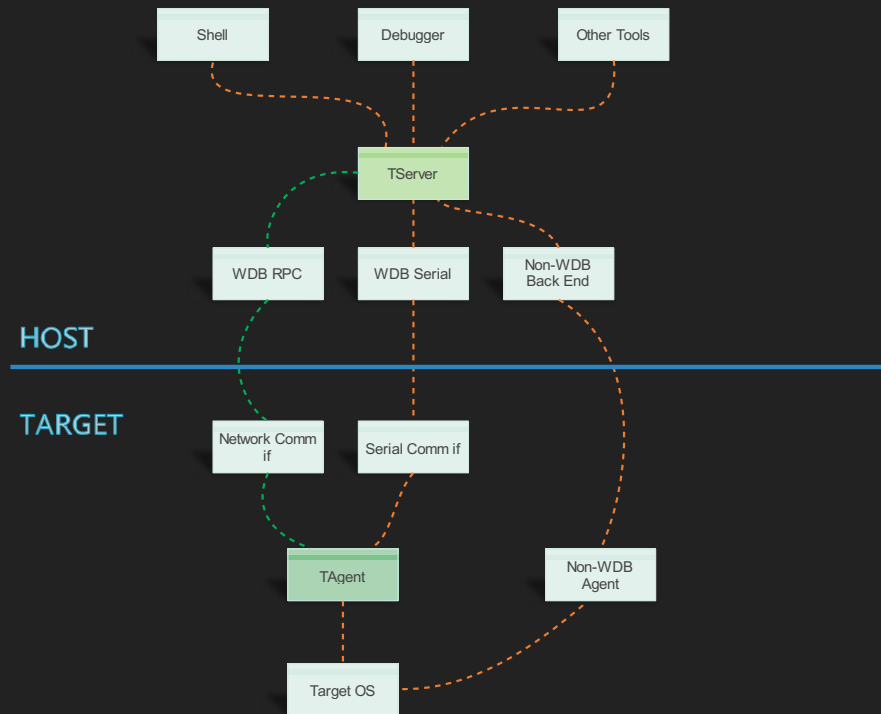 Shell
Debugger
Other Tools
TServer
WDB RPC
WDB Serial
Non-WDB
Back End
HOST
TARGET
Network Comm
if
Serial Comm if
TAgent
Non-WDB
Agent
Target OS